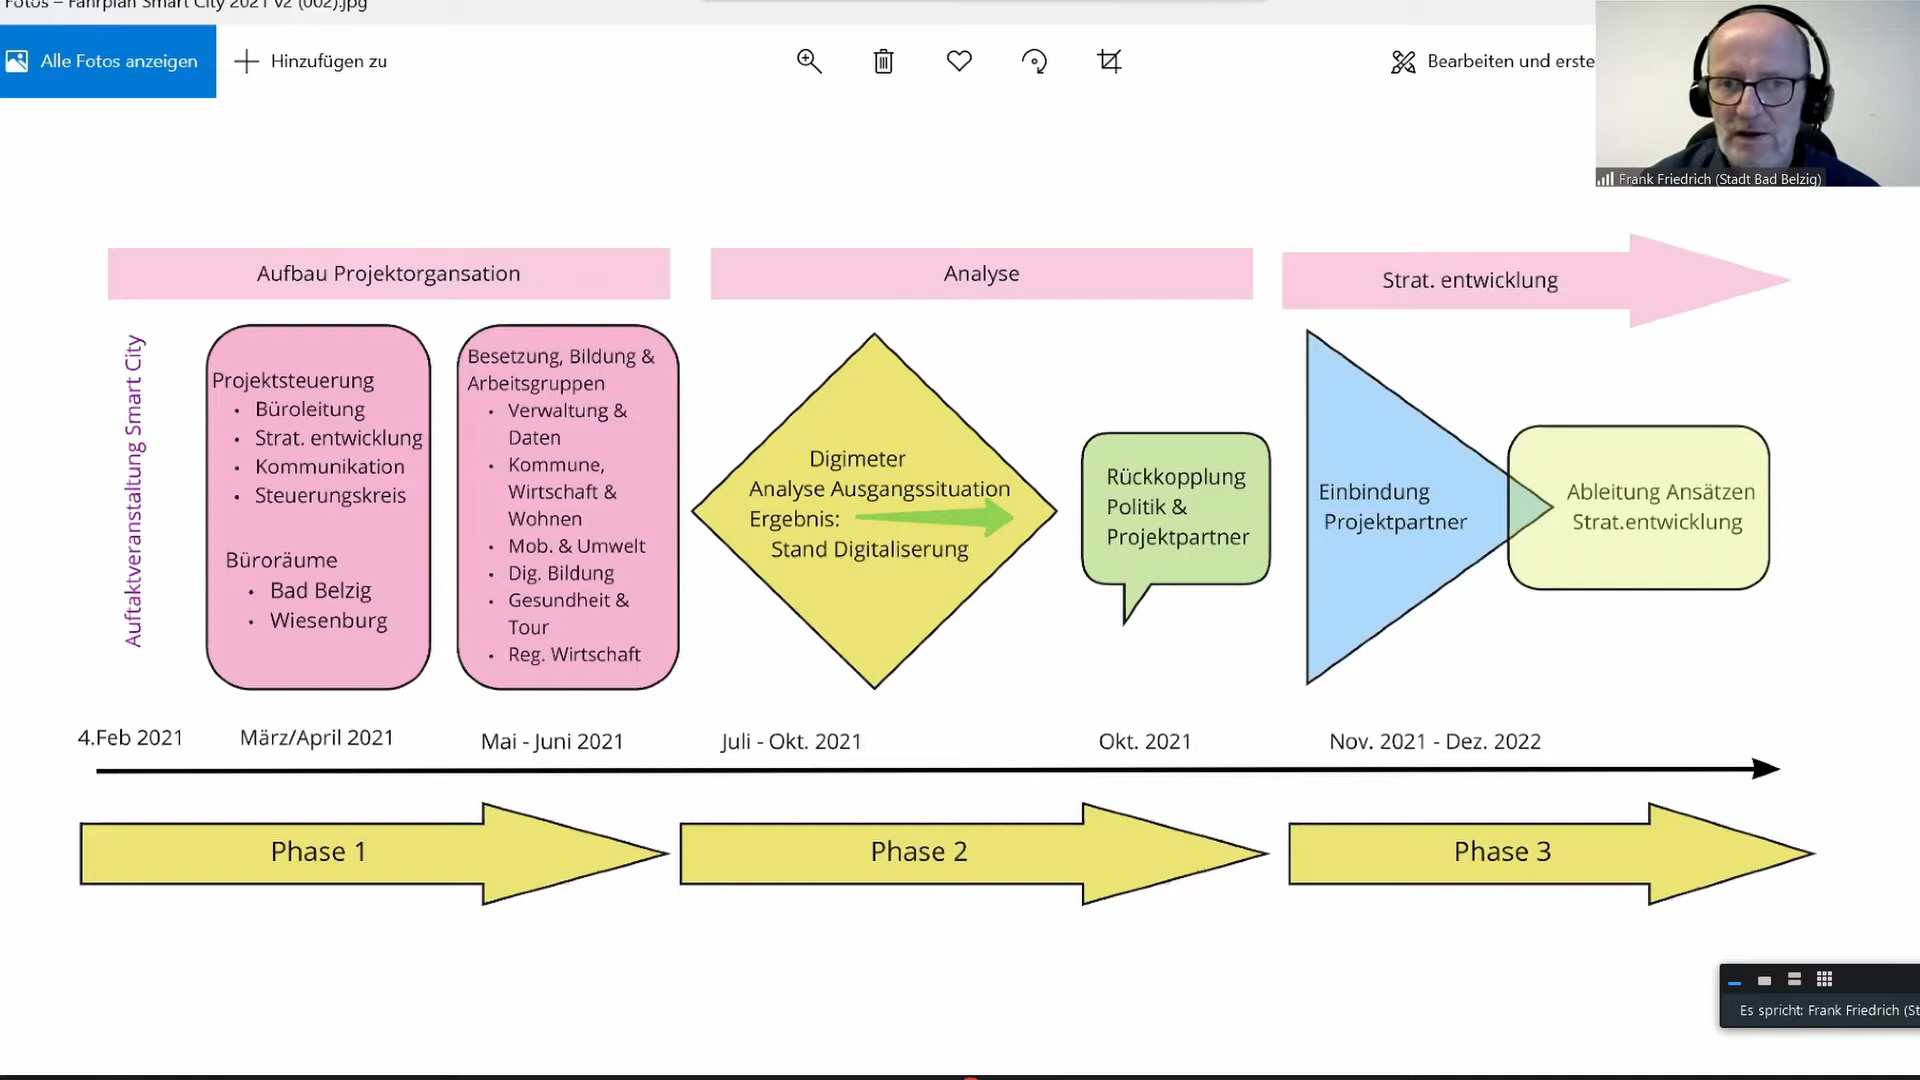 Fotos – Fahrplan Smart City 2021 v2 (002).jpg
Alle Fotos anzeigen
Hinzufügen zu
Bearbeiten und erste
Frank Friedrich (Stadt Bad Belzig)
Aufbau Projektorgansation
Analyse
Strat. entwicklung
Auftaktveranstaltung Smart City
Projektsteuerung
• Büroleitung
• Strat. entwicklung
• Kommunikation
• Steuerungskreis
Büroräume
• Bad Belzig
• Wiesenburg
Besetzung, Bildung &
Arbeitsgruppen
• Verwaltung &
Daten
• Kommune,
Wirtschaft &
Wohnen
• Mob. & Umwelt
• Dig. Bildung
• Gesundheit &
Tour
• Reg. Wirtschaft
Digimeter
Analyse Ausgangssituation
Ergebnis:
Stand Digitaliserung
Rückkopplung
Politik &
Projektpartner
Einbindung
Projektpartner
Ableitung Ansätzen
Strat.entwicklung
4.Feb 2021
März/April 2021
Mai - Juni 2021
Juli - Okt. 2021
Okt. 2021
Nov. 2021 - Dez. 2022
Phase 1
Phase 2
Phase 3
Es spricht: Frank Friedrich (St